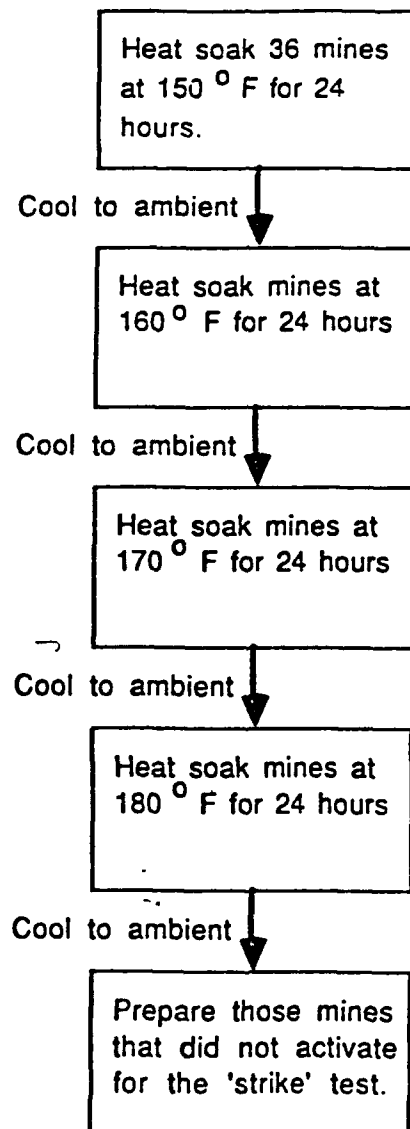 Heat soak 36 mines
at 150 ° F for 24
hours.
Cool to ambient
Heat soak mines at
160 ° F for 24 hours
Cool to ambient
Heat soak mines at
170 ° F for 24 hours
Cool to ambient
Heat soak mines at
180 ° F for 24 hours
Cool to ambient
Prepare those mines
that did not activate
for the 'strike' test.